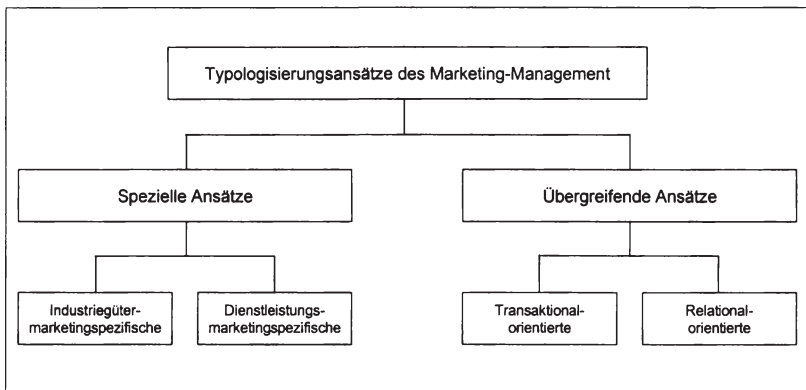 Typologisierungsansätze des Marketing-Management
Spezielle Ansätze
Übergreifende Ansätze
Industriegüter-
marketingspezifische
Dienstleistungs-
marketingspezifische
Transaktional-
orientierte
Relational-
orientierte